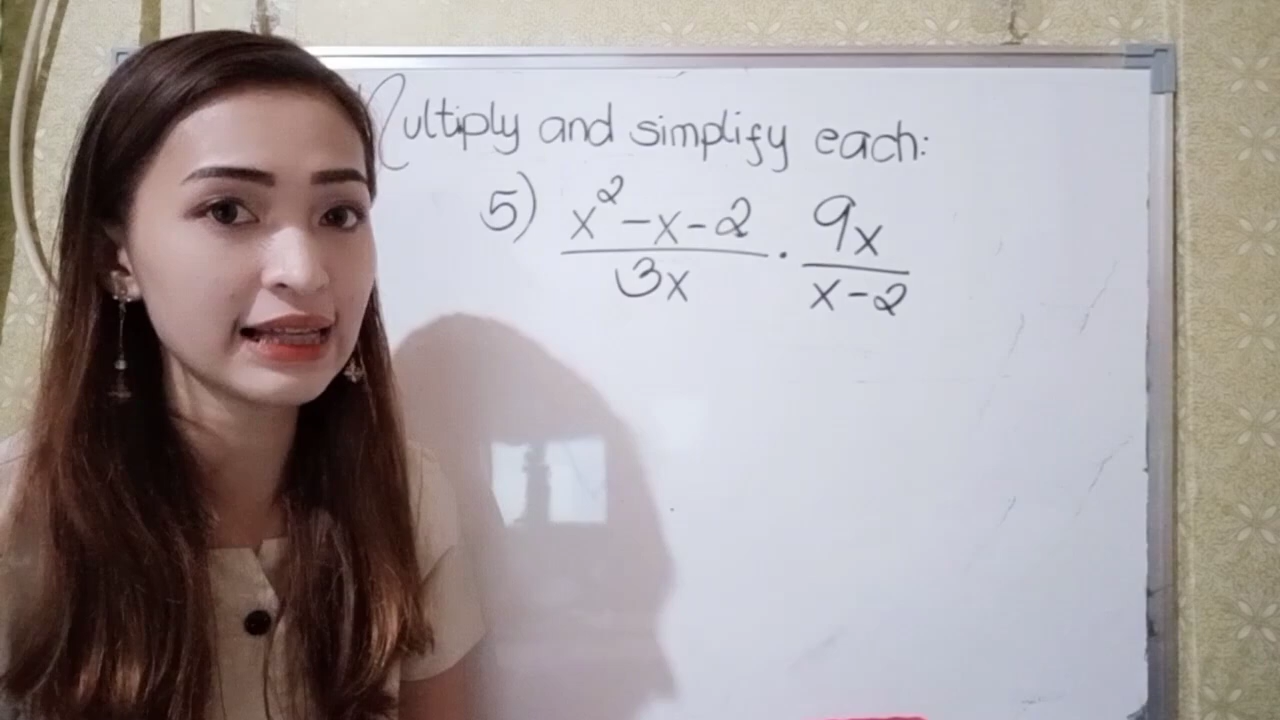 Multiply and simplify each:
5) x² - x - 2 / 3x · 9x / x - 2